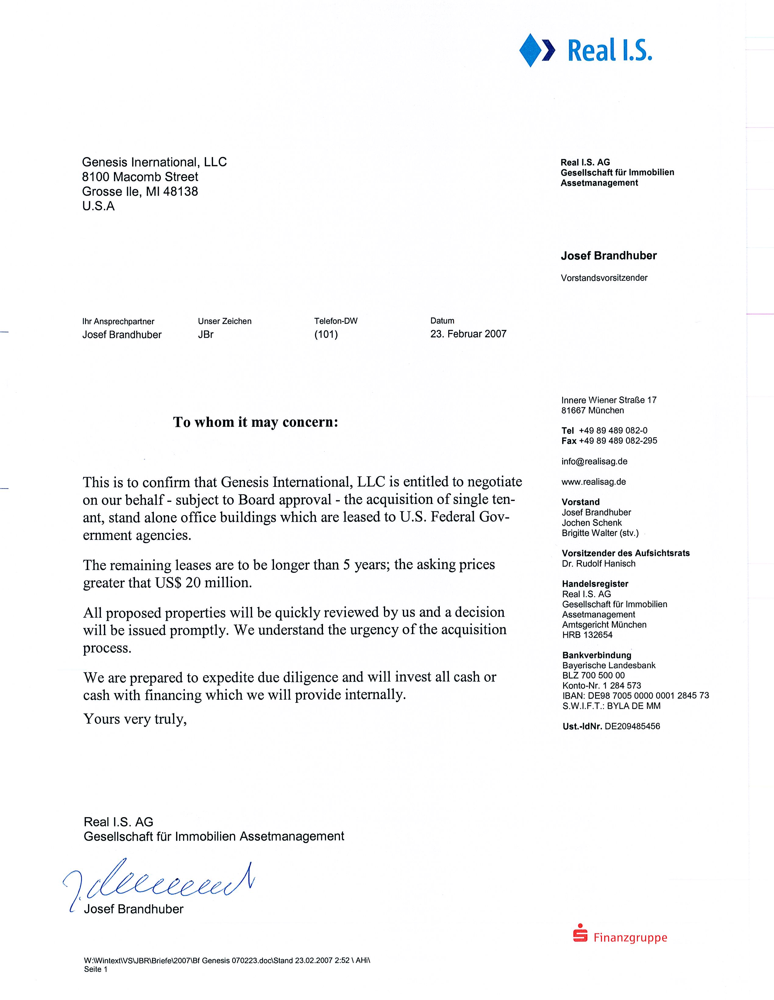 Real I.S.
Genesis Inernational, LLC
8100 Macomb Street
Grosse Ile, MI 48138
U.S.A
Real I.S. AG
Gesellschaft für Immobilien
Assetmanagement
Josef Brandhuber
Vorstandsvorsitzender
Ihr Ansprechpartner Unser Zeichen Telefon-DW Datum
Josef Brandhuber JBr (101) 23. Februar 2007
To whom it may concern:
This is to confirm that Genesis International, LLC is entitled to negotiate
on our behalf - subject to Board approval - the acquisition of single ten-
ant, stand alone office buildings which are leased to U.S. Federal Gov-
ernment agencies.
The remaining leases are to be longer than 5 years; the asking prices
greater that US$ 20 million.
All proposed properties will be quickly reviewed by us and a decision
will be issued promptly. We understand the urgency of the acquisition
process.
We are prepared to expedite due diligence and will invest all cash or
cash with financing which we will provide internally.
Yours very truly,
Innere Wiener Straße 17
81667 München
Tel +49 89 489 082-0
Fax +49 89 489 082-295
info@realisag.de
www.realisag.de
Vorstand
Josef Brandhuber
Jochen Schenk
Brigitte Walter (stv.)
Vorsitzender des Aufsichtsrats
Dr. Rudolf Hanisch
Handelsregister
Real I.S. AG
Gesellschaft für Immobilien
Assetmanagement
Amtsgericht München
HRB 132654
Bankverbindung
Bayerische Landesbank
BLZ 700 500 00
Konto-Nr. 1 284 573
IBAN: DE98 7005 0000 0001 2845 73
S.W.I.F.T.: BYLA DE MM
Ust.-IdNr. DE209485456
Real I.S. AG
Gesellschaft für Immobilien Assetmanagement
Josef Brandhuber
Finanzgruppe
W:\Wintext\VS\JBR\Briefe\2007\Bf Genesis 070223.doc\Stand 23.02.2007 2:52 \ AHi\
Seite 1